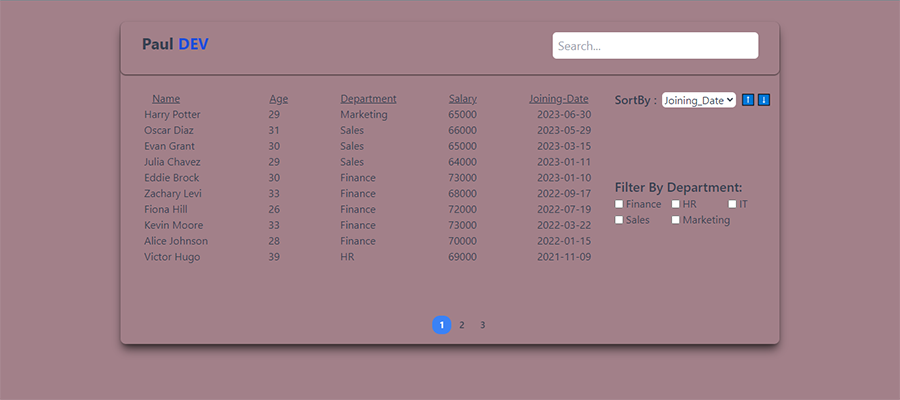 Paul DEV
Search...
Name Age Department Salary Joining-Date
Harry Potter 29 Marketing 65000 2023-06-30
Oscar Diaz 31 Sales 66000 2023-05-29
Evan Grant 30 Sales 65000 2023-03-15
Julia Chavez 29 Sales 64000 2023-01-11
Eddie Brock 30 Finance 73000 2023-01-10
Zachary Levi 33 Finance 68000 2022-09-17
Fiona Hill 26 Finance 72000 2022-07-19
Kevin Moore 33 Finance 73000 2022-03-22
Alice Johnson 28 Finance 70000 2022-01-15
Victor Hugo 39 HR 69000 2021-11-09
SortBy : Joining_Date ↑ ↓
Filter By Department:
Finance HR IT
Sales Marketing
1 2 3